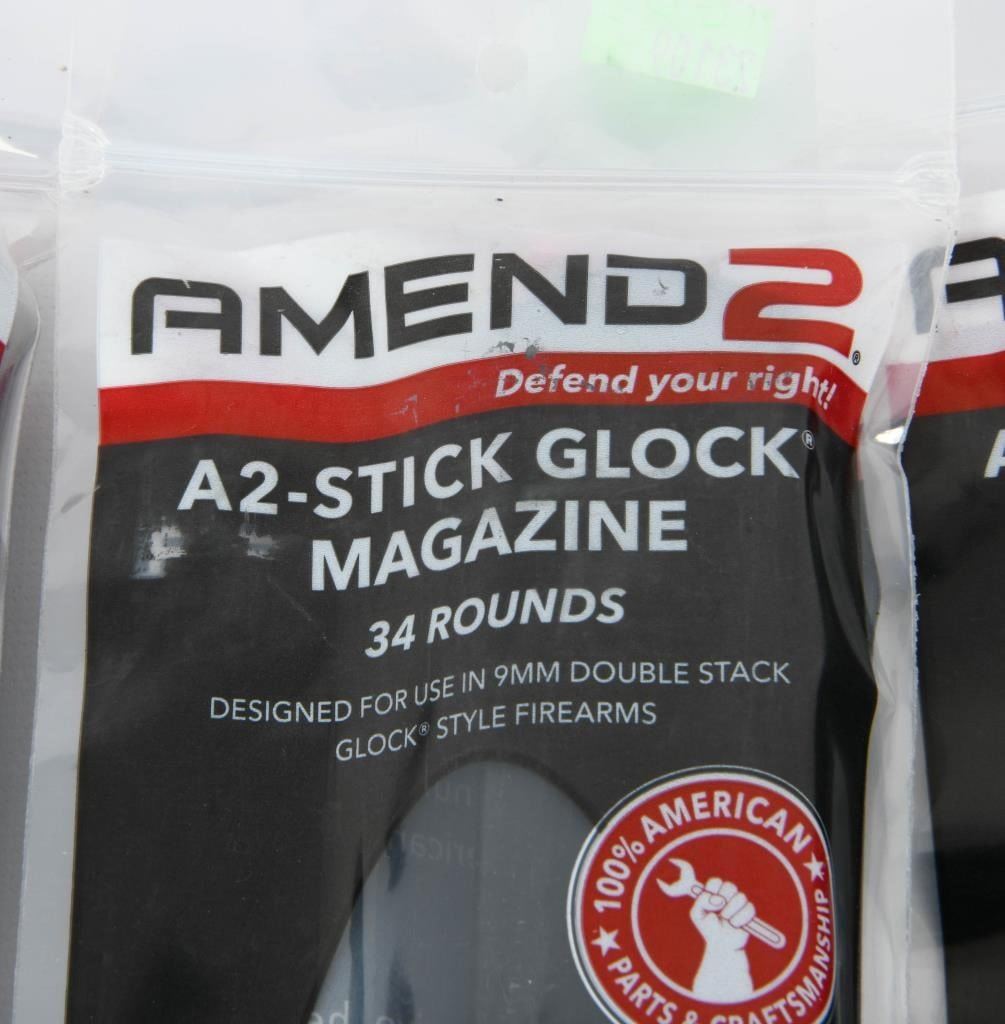 AMEND2®
Defend your right!
A2-STICK GLOCK®
MAGAZINE
34 ROUNDS
DESIGNED FOR USE IN 9MM DOUBLE STACK
GLOCK® STYLE FIREARMS
100% AMERICAN
PARTS & CRAFTSMANSHIP
A
A